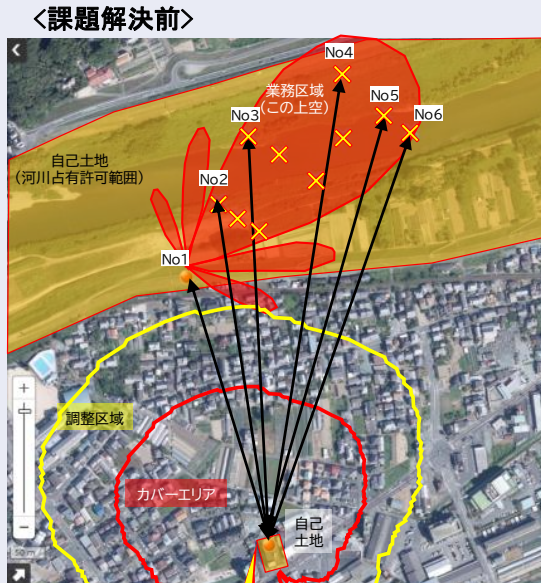 <課題解決前>
No4
業務区域
(この上空)
No5
No3
No6
自己土地
(河川占有許可範囲)
No2
No1
調整区域
カバーエリア
自己
土地
50 m